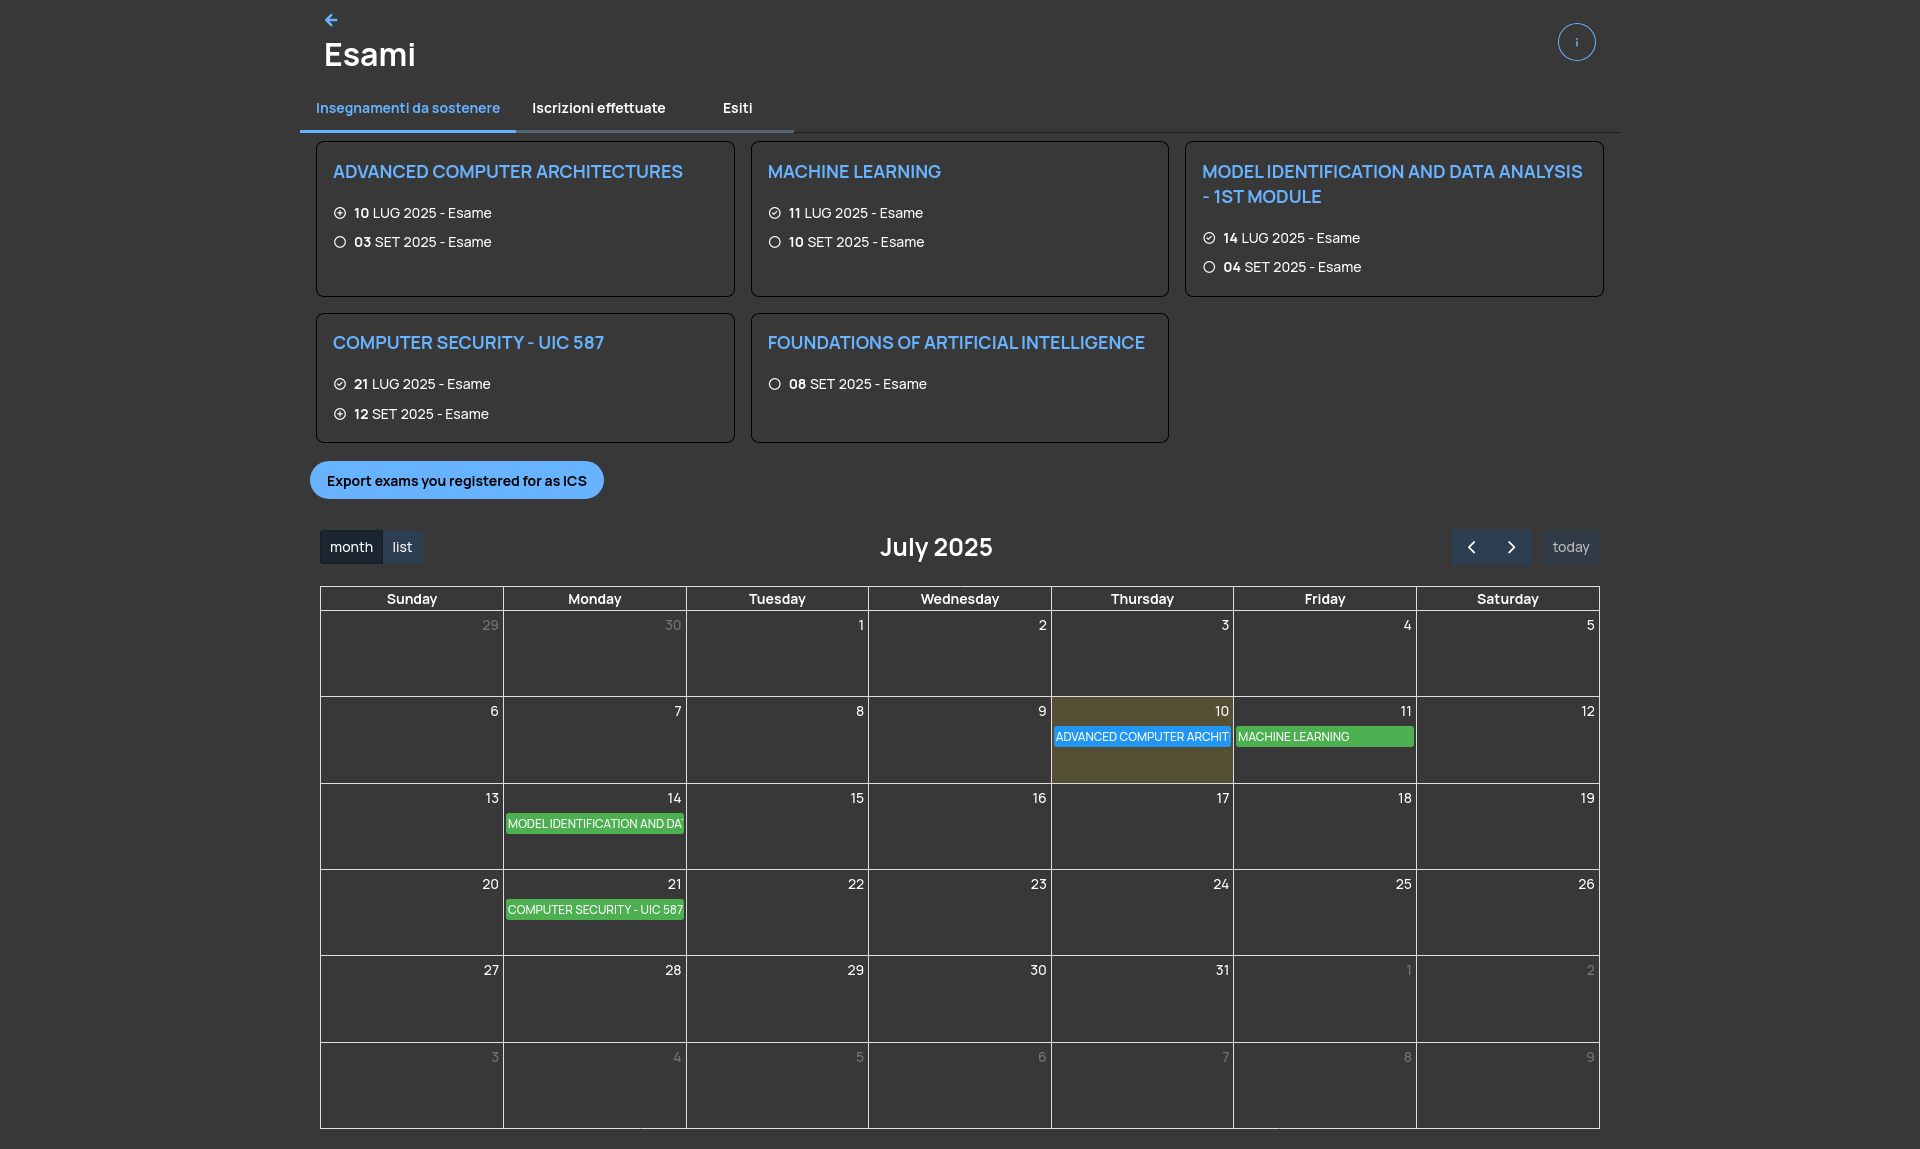 Esami
Insegnamenti da sostenere Iscrizioni effettuate Esiti
ADVANCED COMPUTER ARCHITECTURES
10 LUG 2025 - Esame
03 SET 2025 - Esame
MACHINE LEARNING
11 LUG 2025 - Esame
10 SET 2025 - Esame
MODEL IDENTIFICATION AND DATA ANALYSIS
- 1ST MODULE
14 LUG 2025 - Esame
04 SET 2025 - Esame
COMPUTER SECURITY - UIC 587
21 LUG 2025 - Esame
12 SET 2025 - Esame
FOUNDATIONS OF ARTIFICIAL INTELLIGENCE
08 SET 2025 - Esame
Export exams you registered for as ICS
month list July 2025 today
Sunday Monday Tuesday Wednesday Thursday Friday Saturday
29 30 1 2 3 4 5
6 7 8 9 10 11 12
ADVANCED COMPUTER ARCHIT MACHINE LEARNING
13 14 15 16 17 18 19
MODEL IDENTIFICATION AND DAT
20 21 22 23 24 25 26
COMPUTER SECURITY - UIC 587
27 28 29 30 31 1 2
3 4 5 6 7 8 9